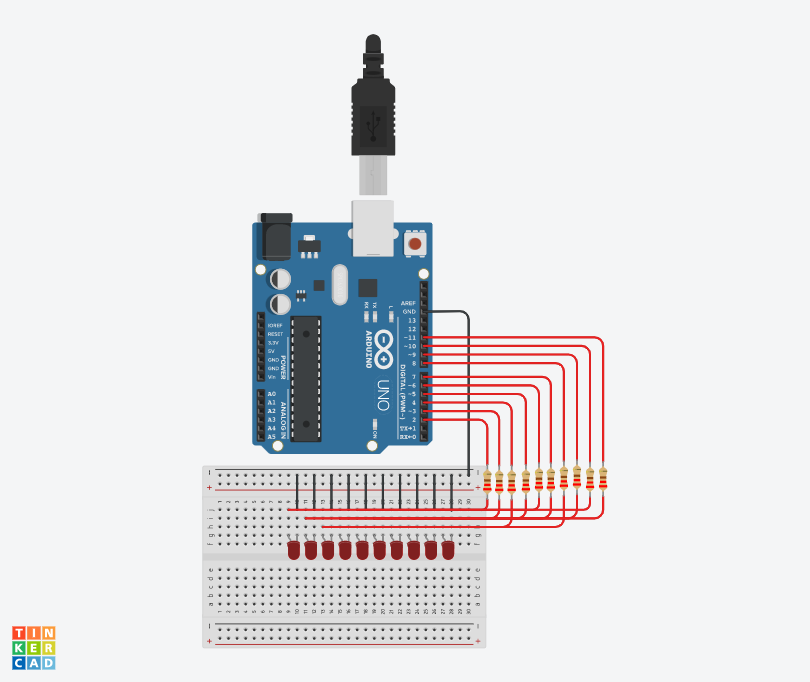 AREF
GND
13
12
~11
~10
~9
8
7
~6
~5
4
~3
2
TX→1
RX←0
IOREF
RESET
3.3V
5V
GND
GND
Vin
A0
A1
A2
A3
A4
A5
POWER
ANALOG IN
DIGITAL (PWM~)
ARDUINO
UNO
TX
RX
L
ON
TIN
KER
CAD